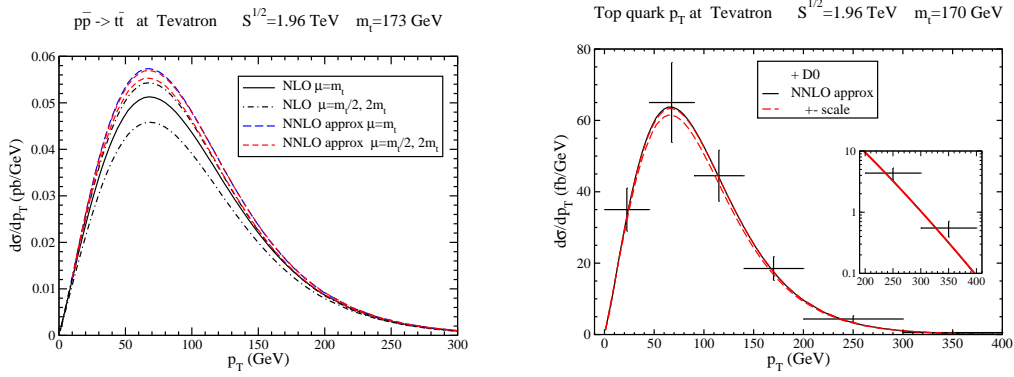 pp̄ -> tt̄ at Tevatron S^1/2=1.96 TeV m_t=173 GeV
0.06
0.05
0.04
0.03
0.02
0.01
0
dσ/dp_T (pb/GeV)
NLO μ=m_t
NLO μ=m_t/2, 2m_t
NNLO approx μ=m_t
NNLO approx μ=m_t/2, 2m_t
0 50 100 150 200 250 300
p_T (GeV)
Top quark p_T at Tevatron S^1/2=1.96 TeV m_t=170 GeV
80
60
40
20
0
dσ/dp_T (fb/GeV)
+ D0
NNLO approx
+- scale
10
1
0.1
200 250 300 350 400
0 100 200 300 400
p_T (GeV)